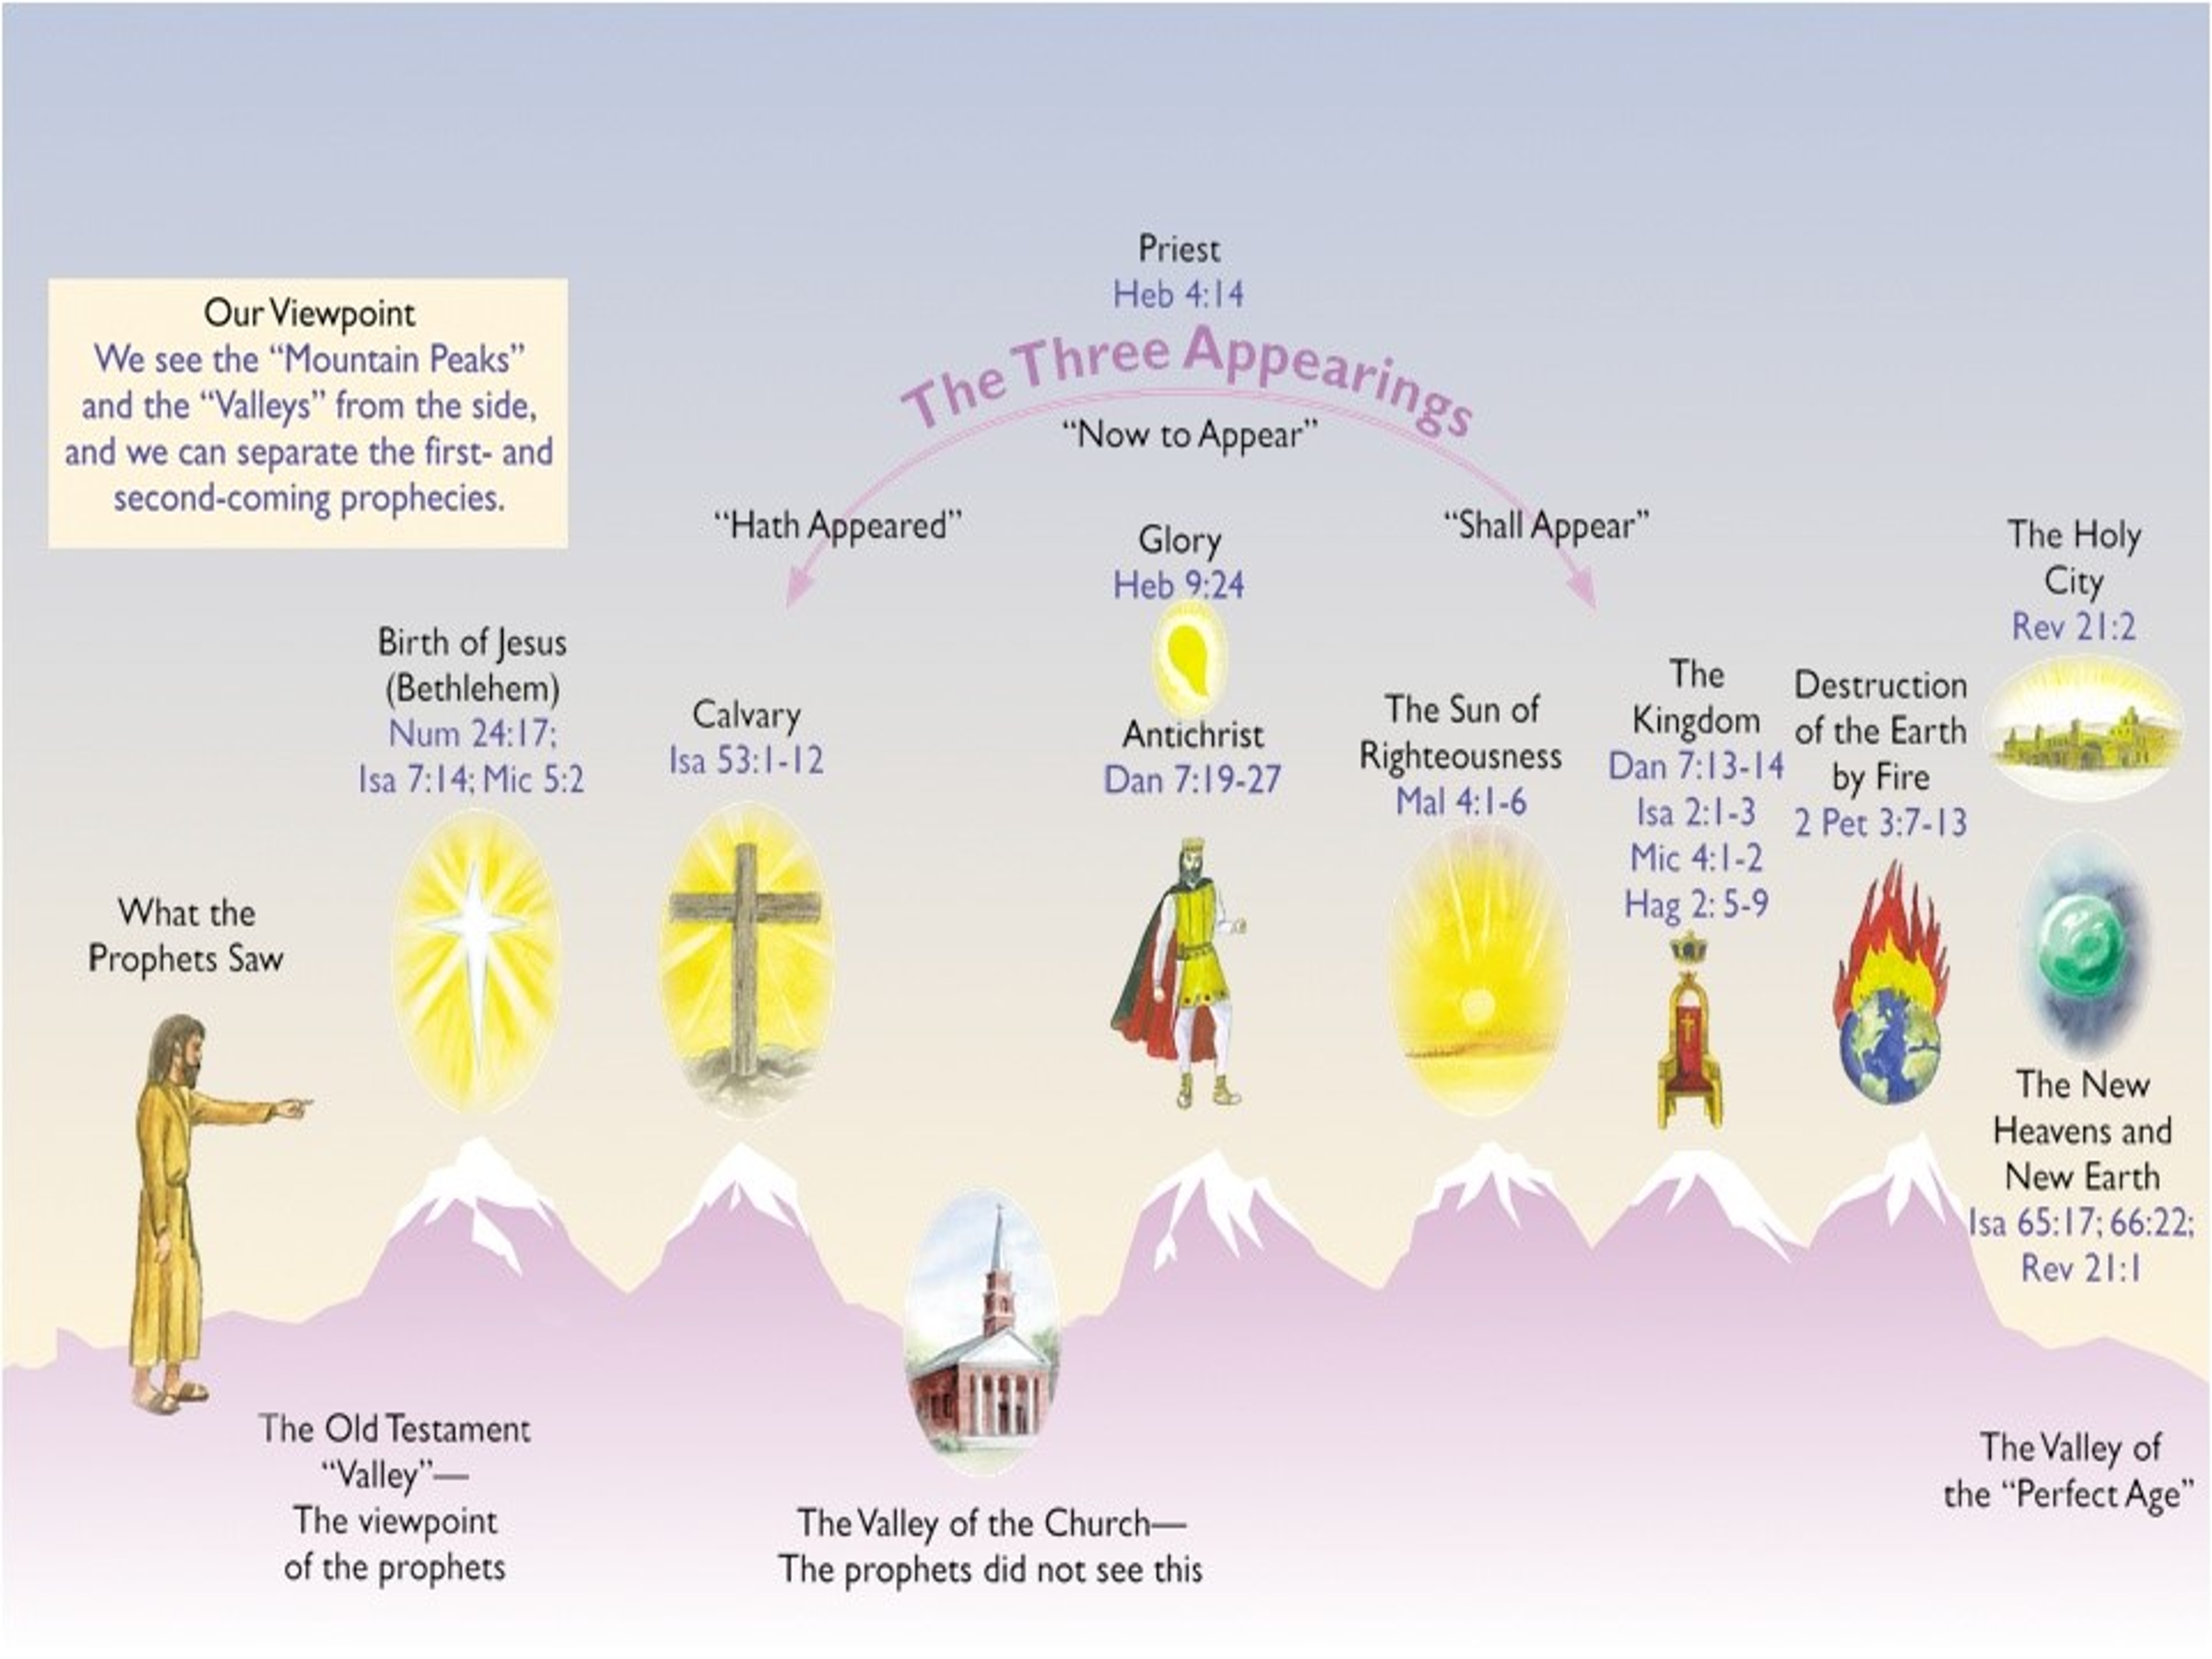 Our Viewpoint
We see the “Mountain Peaks”
and the “Valleys” from the side,
and we can separate the first- and
second-coming prophecies.
Priest
Heb 4:14
The Three Appearings
“Now to Appear”
“Hath Appeared”
“Shall Appear”
Glory
Heb 9:24
What the
Prophets Saw
Birth of Jesus
(Bethlehem)
Num 24:17;
Isa 7:14; Mic 5:2
Calvary
Isa 53:1-12
Antichrist
Dan 7:19-27
The Sun of
Righteousness
Mal 4:1-6
The
Kingdom
Dan 7:13-14
Isa 2:1-3
Mic 4:1-2
Hag 2: 5-9
Destruction
of the Earth
by Fire
2 Pet 3:7-13
The Holy
City
Rev 21:2
The New
Heavens and
New Earth
Isa 65:17; 66:22;
Rev 21:1
The Old Testament
“Valley”—
The viewpoint
of the prophets
The Valley of the Church—
The prophets did not see this
The Valley of
the “Perfect Age”